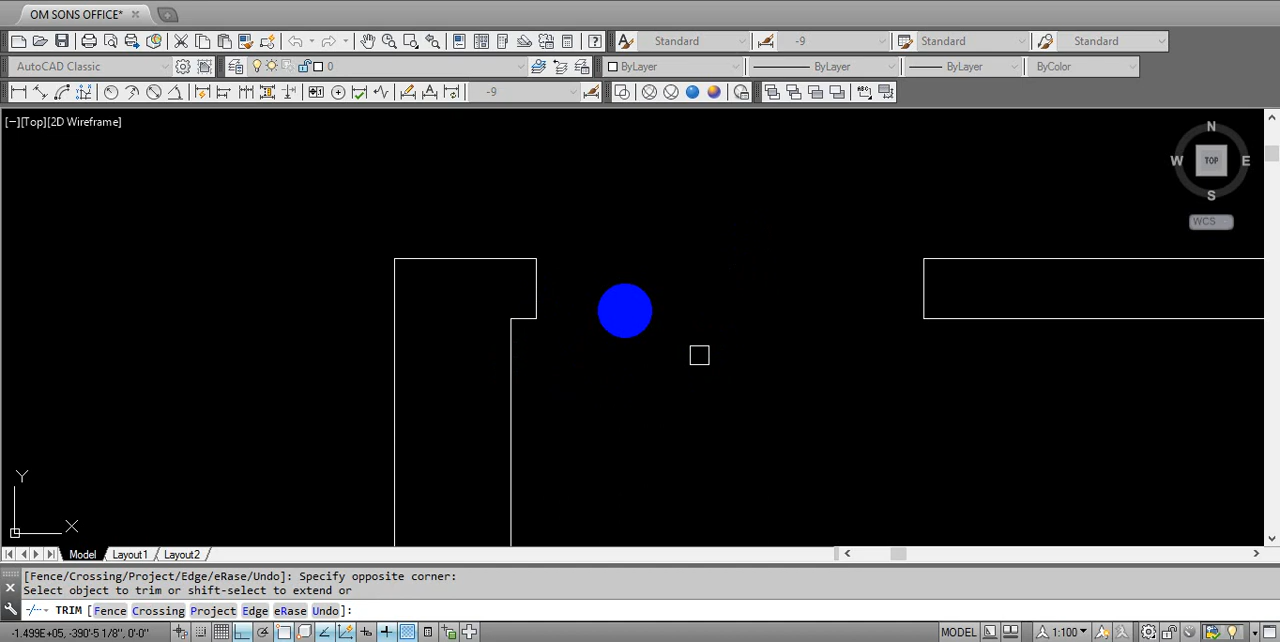 OM SONS OFFICE*
Standard -9 Standard Standard
AutoCAD Classic 0 ByLayer ByLayer ByLayer ByColor
-9
[−][Top][2D Wireframe]
N
W TOP E
S
WCS
Y
X
Model Layout1 Layout2
[Fence/Crossing/Project/Edge/eRase/Undo]: Specify opposite corner:
Select object to trim or shift-select to extend or
TRIM [Fence Crossing Project Edge eRase Undo]:
-1.499E+05, -390'-5 1/8", 0'-0" MODEL 1:100